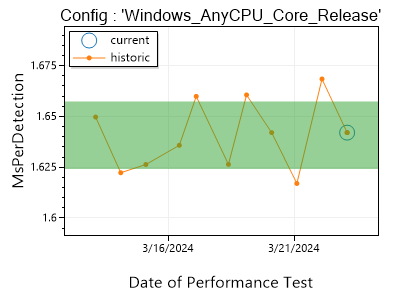 Config : 'Windows_AnyCPU_Core_Release'
current
historic
1.675
1.65
1.625
1.6
MsPerDetection
3/16/2024
3/21/2024
Date of Performance Test